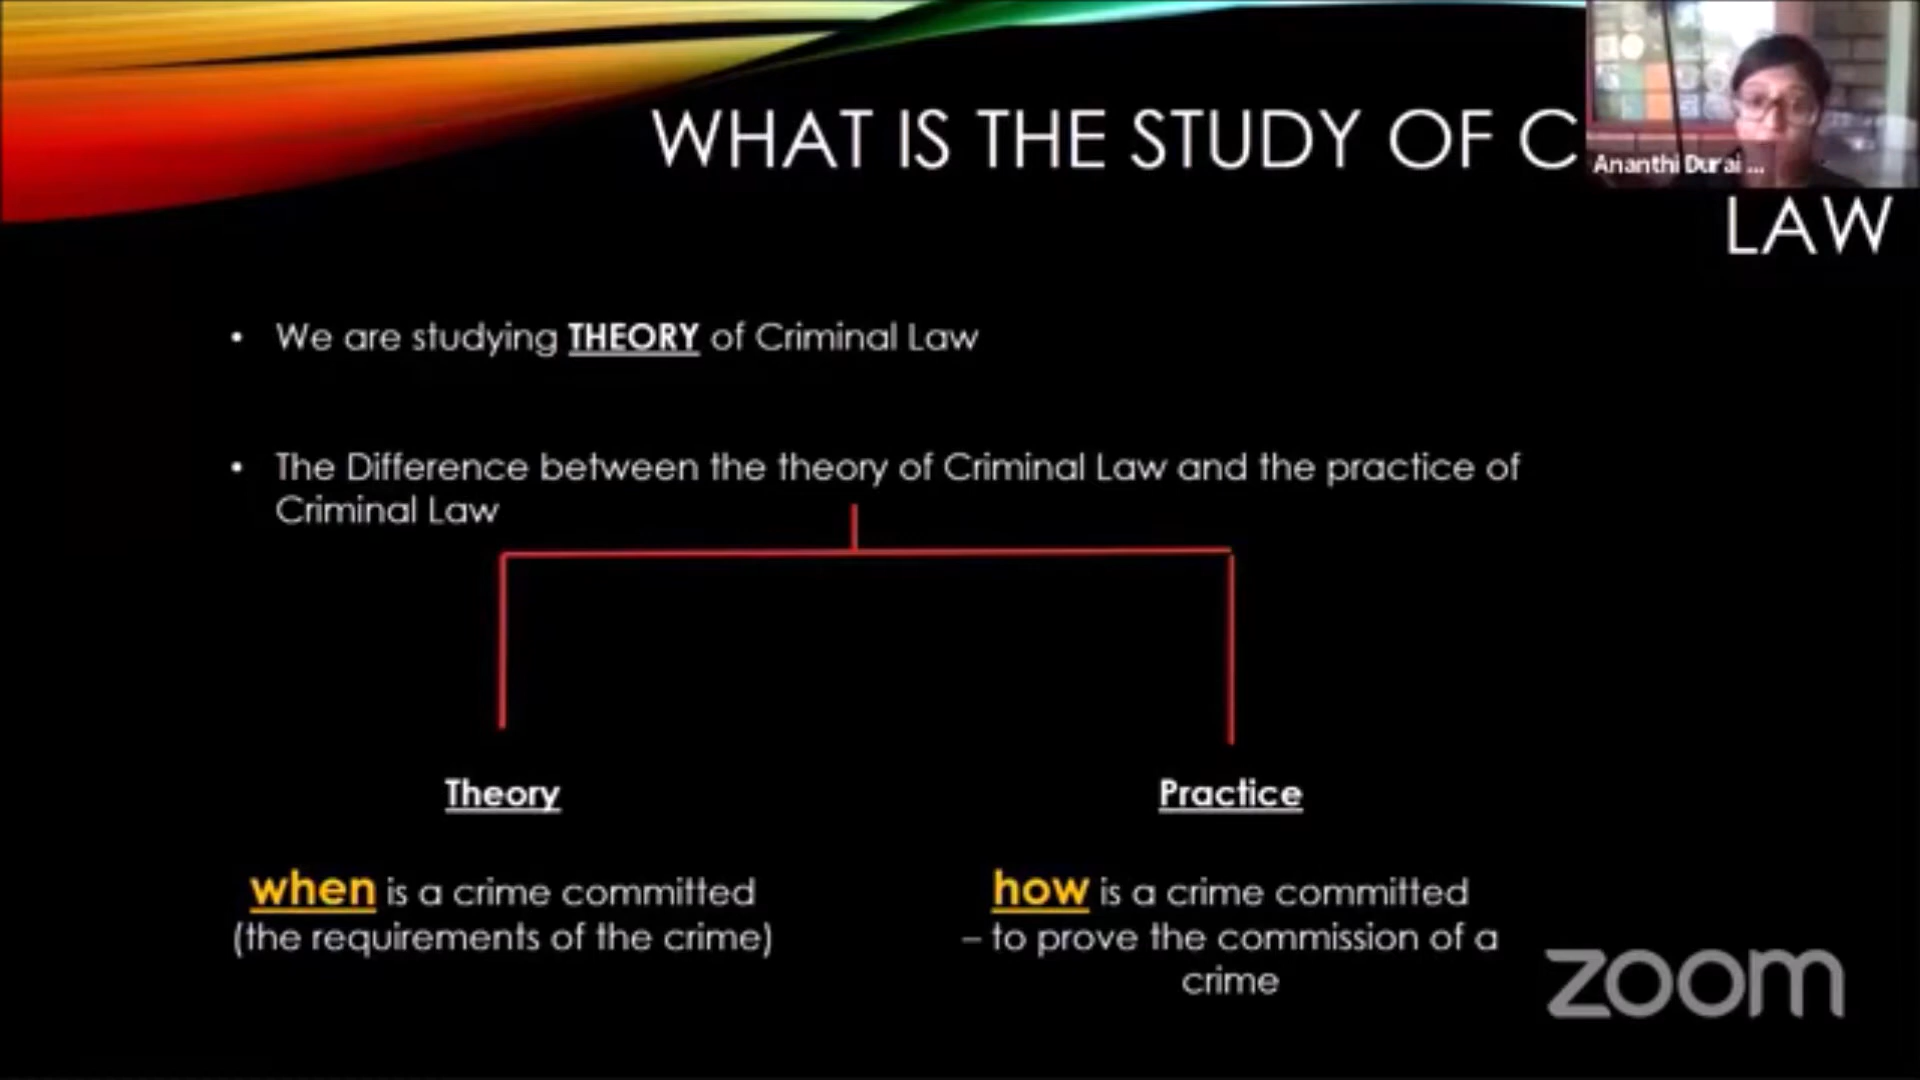 WHAT IS THE STUDY OF C
LAW
Ananthi Durai ...
• We are studying THEORY of Criminal Law
• The Difference between the theory of Criminal Law and the practice of
Criminal Law
Theory
when is a crime committed
(the requirements of the crime)
Practice
how is a crime committed
– to prove the commission of a
crime
zoom